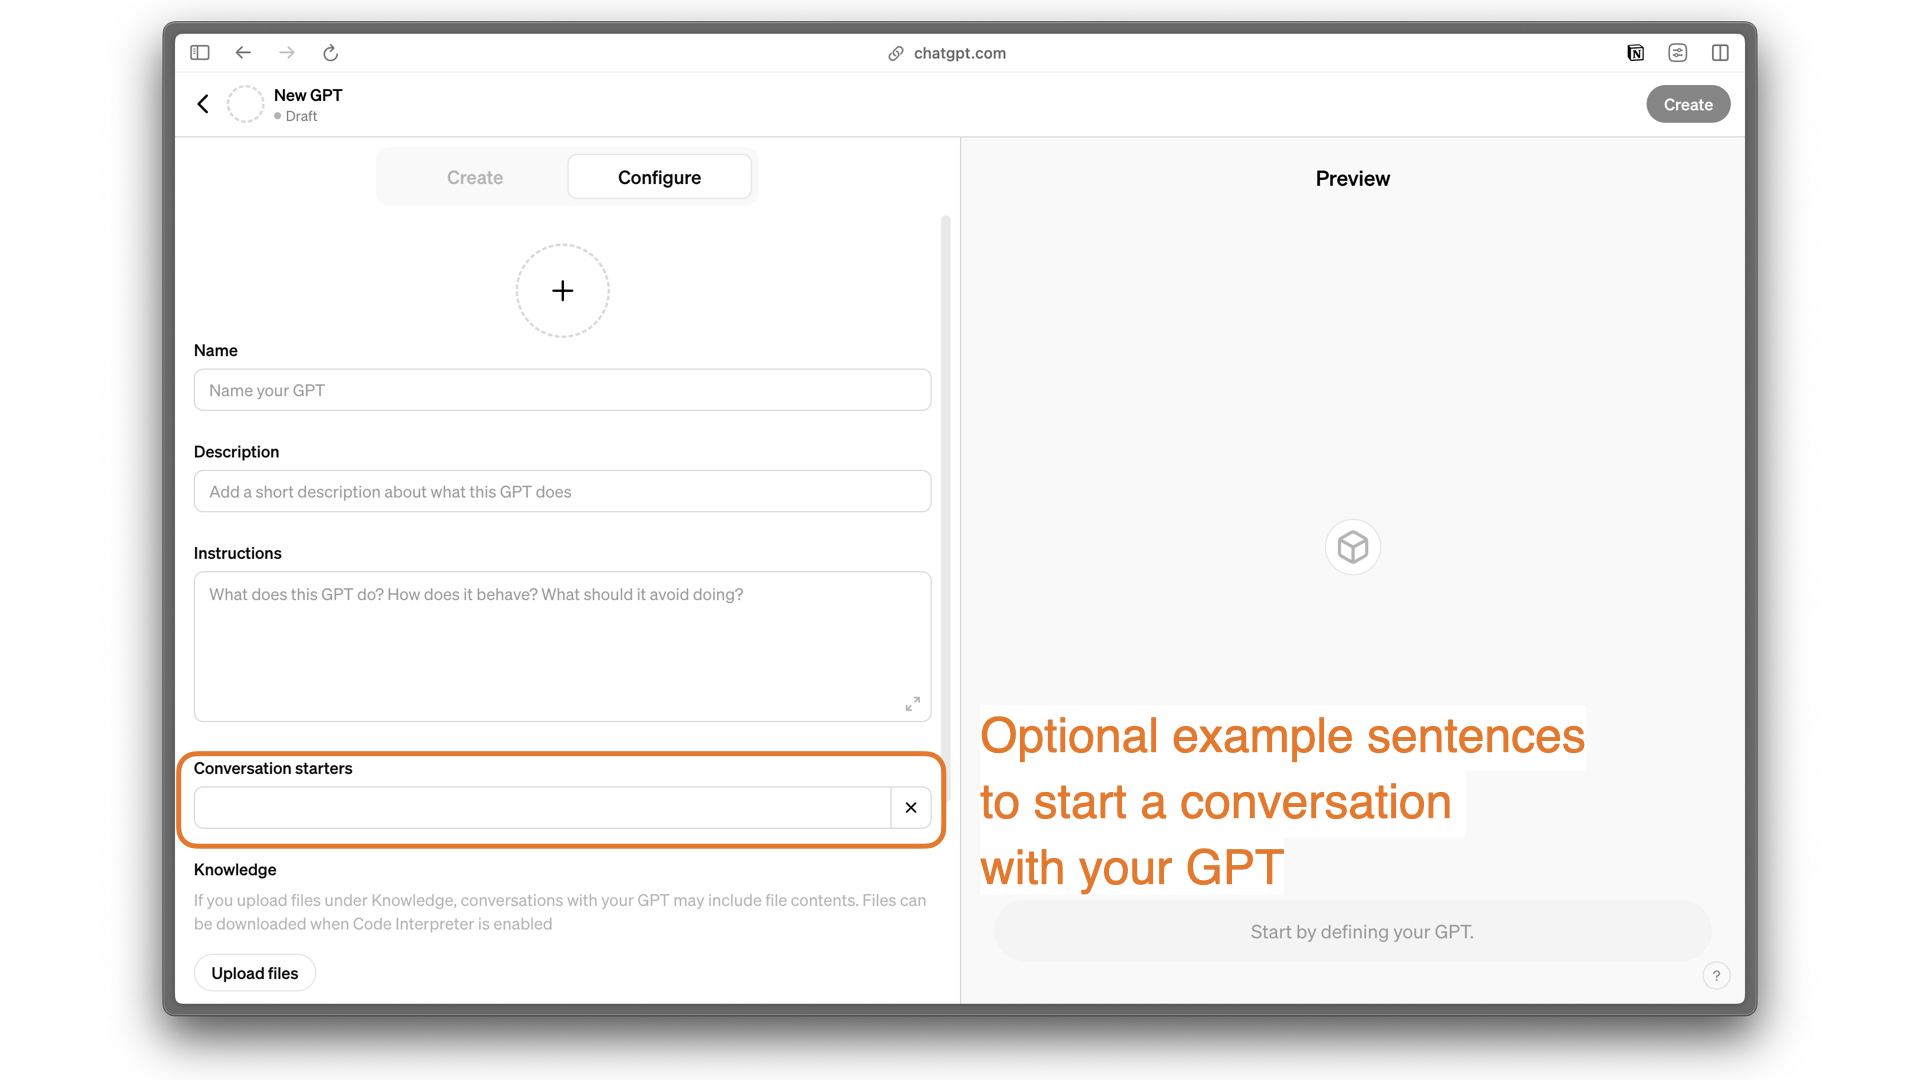 chatgpt.com
New GPT
Draft
Create
Create
Configure
Preview
Name
Name your GPT
Description
Add a short description about what this GPT does
Instructions
What does this GPT do? How does it behave? What should it avoid doing?
Conversation starters
Optional example sentences
to start a conversation
with your GPT
Knowledge
If you upload files under Knowledge, conversations with your GPT may include file contents. Files can
be downloaded when Code Interpreter is enabled
Upload files
Start by defining your GPT.
?